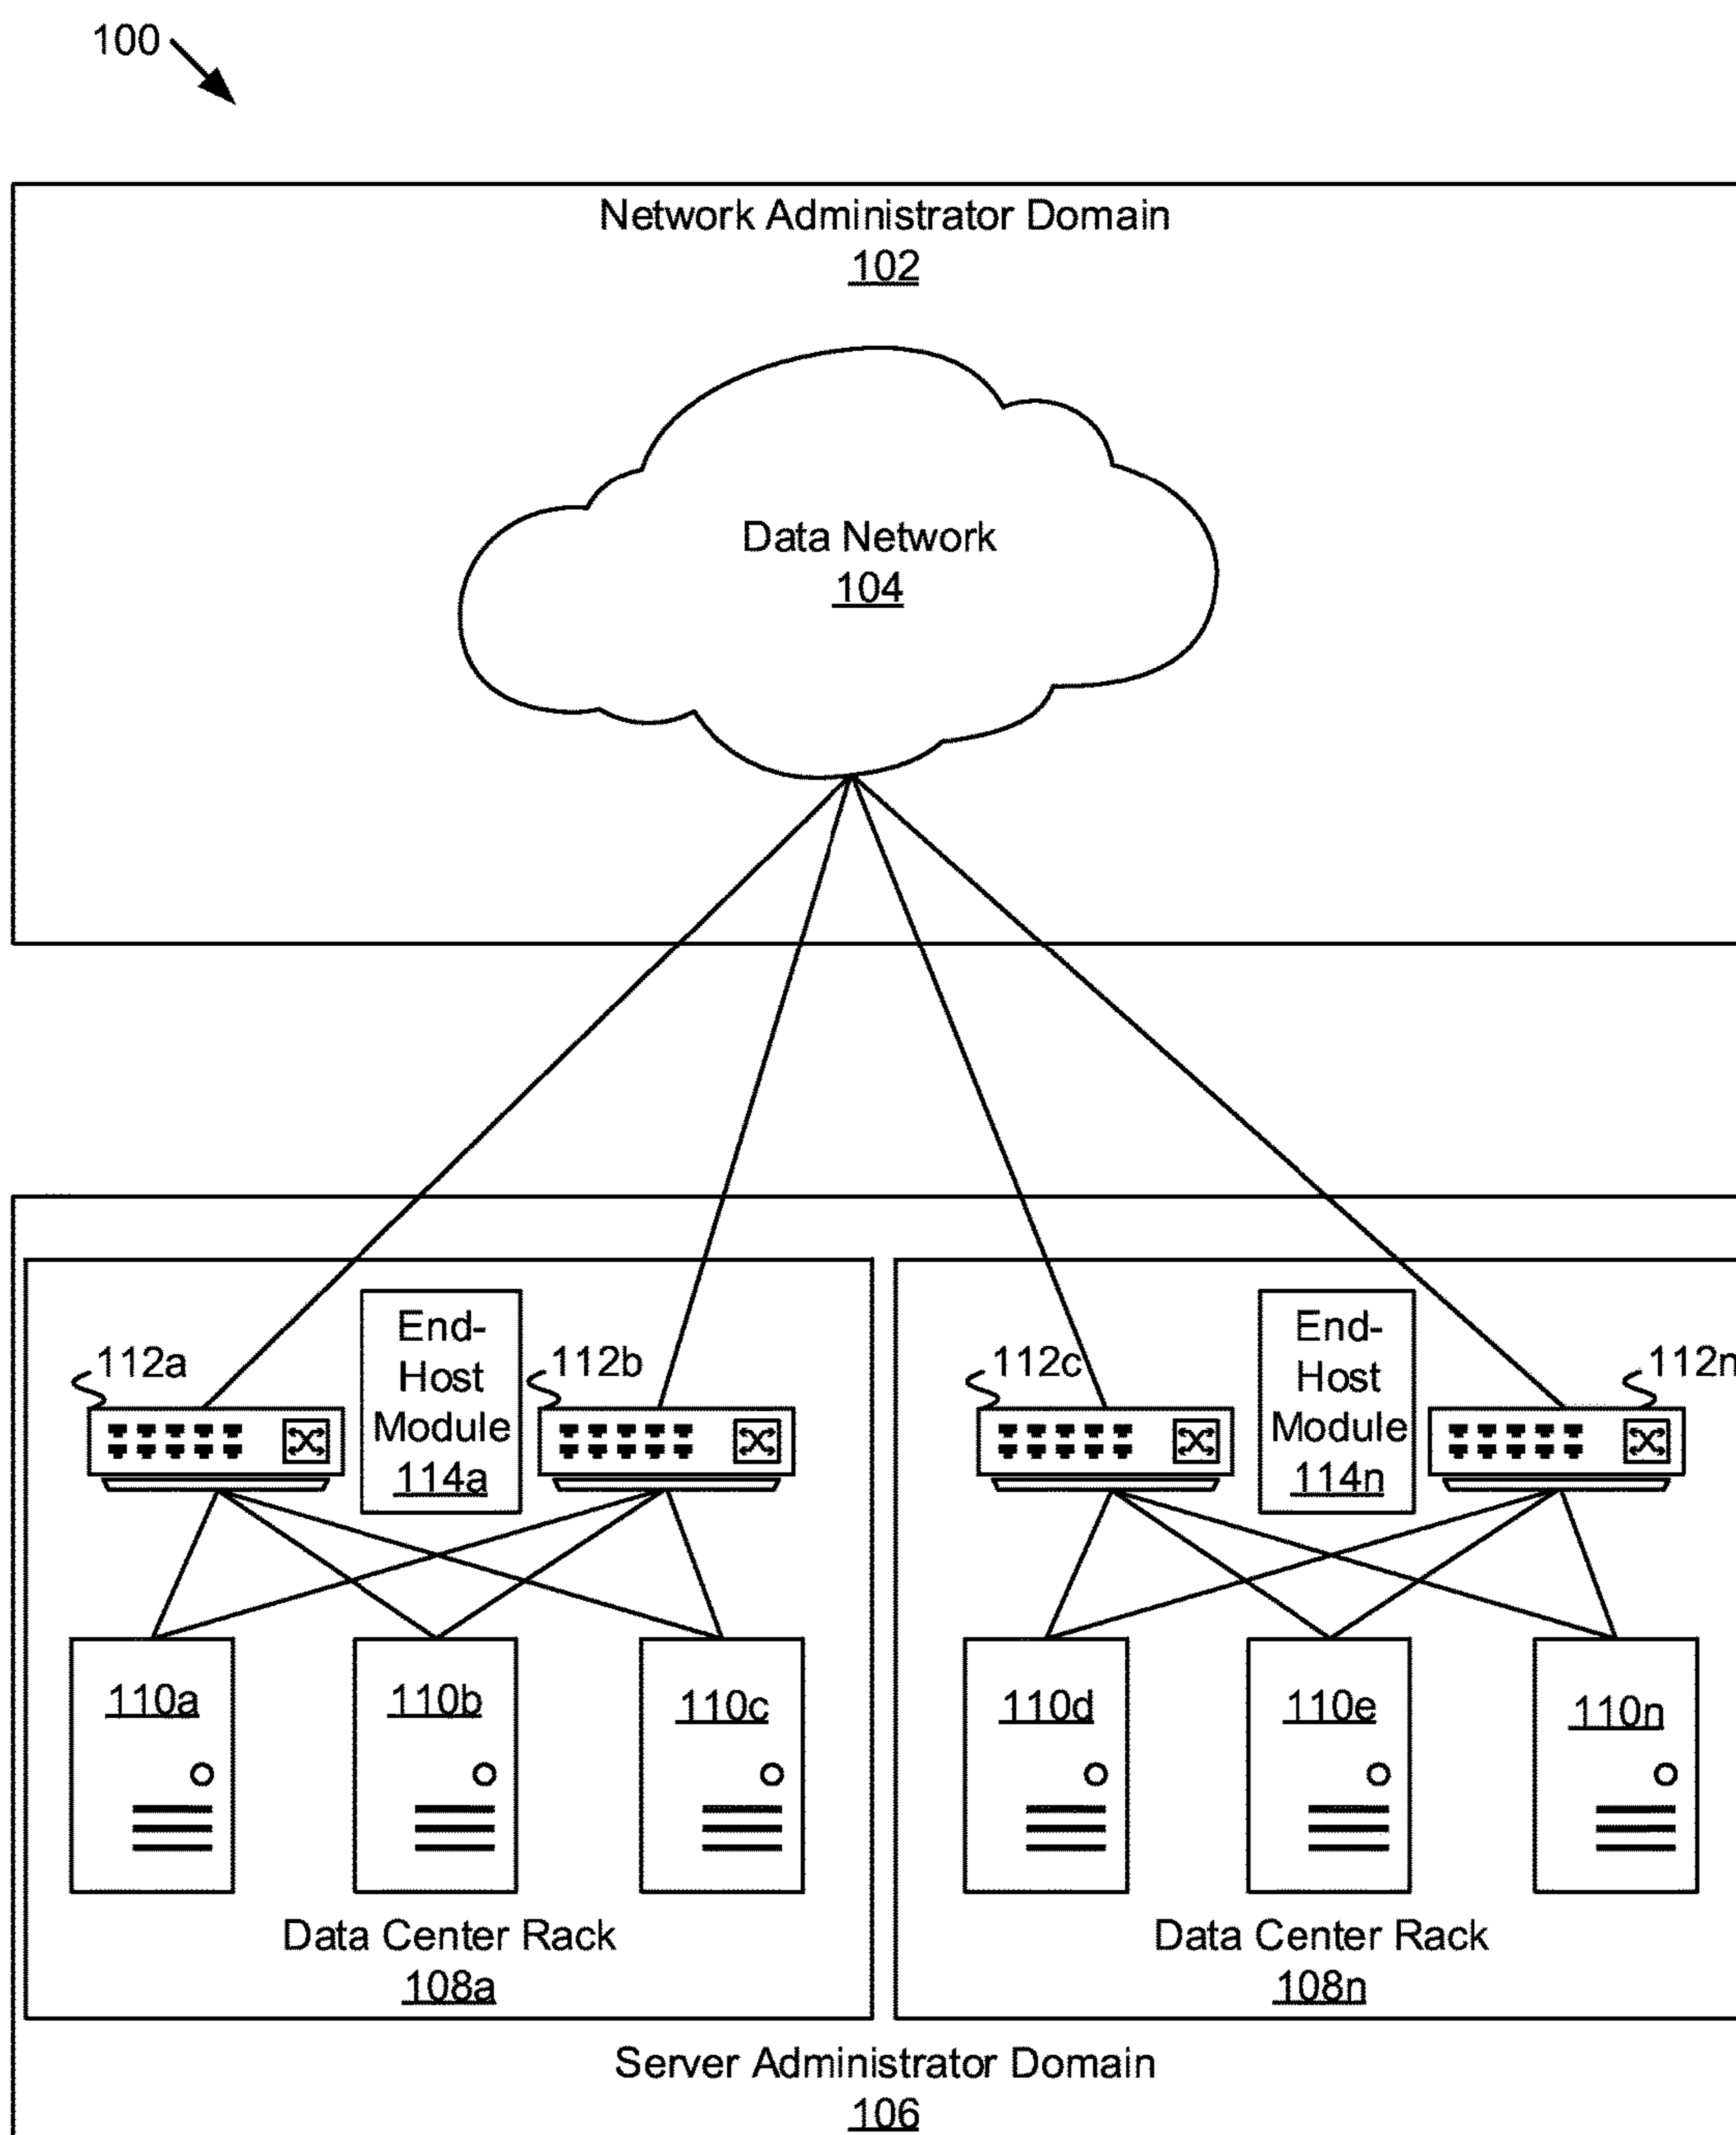 100
Network Administrator Domain
102
Data Network
104
End-
Host
Module
114a
112a
112b
End-
Host
Module
114n
112c
112n
110a
110b
110c
110d
110e
110n
Data Center Rack
108a
Data Center Rack
108n
Server Administrator Domain
106